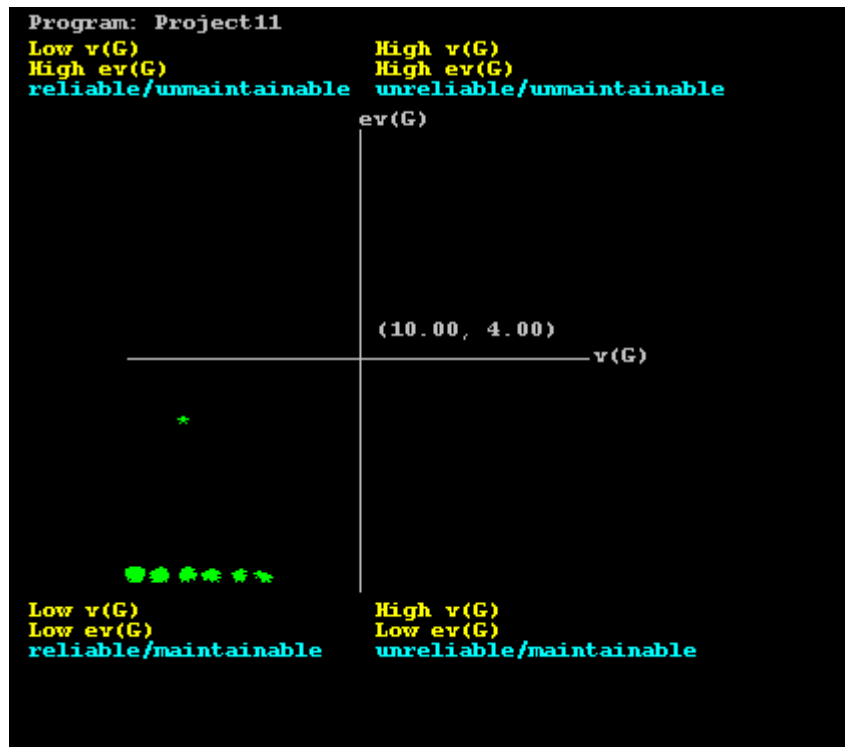 Program: Project11
Low v(G)
High ev(G)
reliable/unmaintainable
High v(G)
High ev(G)
unreliable/unmaintainable
ev(G)
(10.00, 4.00)
v(G)
Low v(G)
Low ev(G)
reliable/maintainable
High v(G)
Low ev(G)
unreliable/maintainable